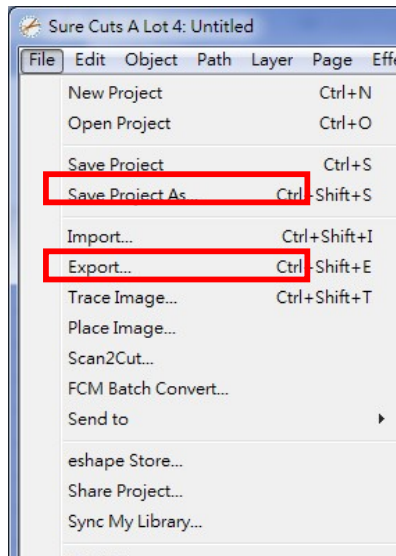 Sure Cuts A Lot 4: Untitled
File Edit Object Path Layer Page Effe
New Project Ctrl+N
Open Project Ctrl+O
Save Project Ctrl+S
Save Project As... Ctrl+Shift+S
Import... Ctrl+Shift+I
Export... Ctrl+Shift+E
Trace Image... Ctrl+Shift+T
Place Image...
Scan2Cut...
FCM Batch Convert...
Send to
eshape Store...
Share Project...
Sync My Library...